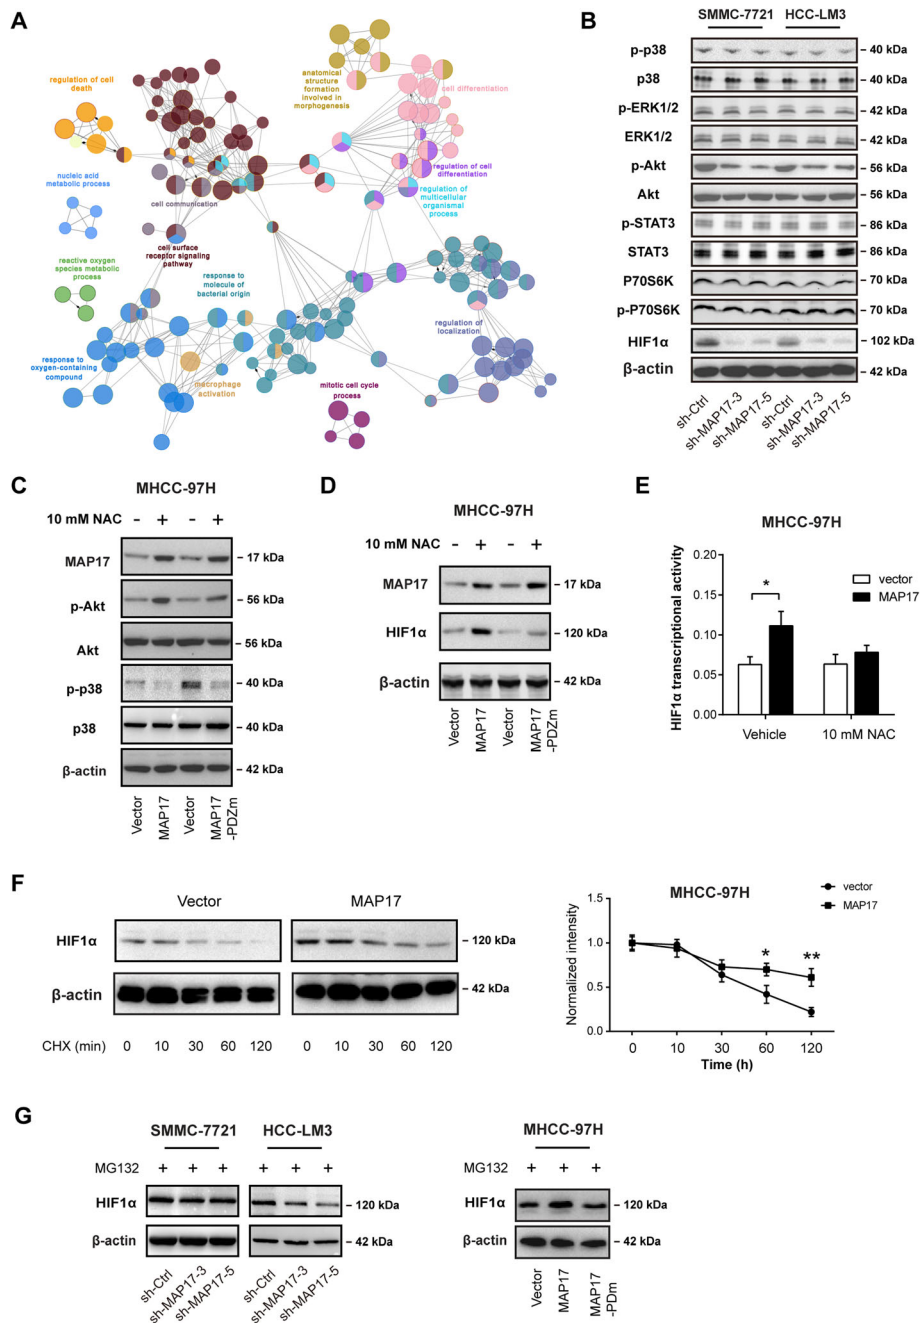 A
regulation of cell
death
anatomical
structure
formation
involved in
morphogenesis
cell differentiation
nucleic acid
metabolic process
cell communication
regulation of cell
differentiation
regulation of
multicellular
organismal
process
cell surface
receptor signaling
pathway
reactive oxygen
species metabolic
process
response to
molecule of
bacterial origin
regulation of
localization
response to
oxygen-containing
compound
macrophage
activation
mitotic cell cycle
process
B
SMMC-7721 HCC-LM3
p-p38 – 40 kDa
p38 – 40 kDa
p-ERK1/2 – 42 kDa
ERK1/2 – 42 kDa
p-Akt – 56 kDa
Akt – 56 kDa
p-STAT3 – 86 kDa
STAT3 – 86 kDa
P70S6K – 70 kDa
p-P70S6K – 70 kDa
HIF1α – 102 kDa
β-actin – 42 kDa
sh-Ctrl sh-MAP17-3 sh-MAP17-5 sh-Ctrl sh-MAP17-3 sh-MAP17-5
C
MHCC-97H
10 mM NAC – + – +
MAP17 – 17 kDa
p-Akt – 56 kDa
Akt – 56 kDa
p-p38 – 40 kDa
p38 – 40 kDa
β-actin – 42 kDa
Vector MAP17 Vector MAP17
-PDZm
D
MHCC-97H
10 mM NAC – + – +
MAP17 – 17 kDa
HIF1α – 120 kDa
β-actin – 42 kDa
Vector MAP17 Vector MAP17
-PDZm
E
MHCC-97H
HIF1α transcriptional activity
0.20
0.15
0.10
0.05
0.00
*
vector
MAP17
Vehicle 10 mM NAC
F
Vector MAP17
HIF1α – 120 kDa
β-actin – 42 kDa
CHX (min) 0 10 30 60 120 0 10 30 60 120
MHCC-97H
vector
MAP17
Normalized intensity
1.5
1.0
0.5
0.0
* **
0 10 30 60 120
Time (h)
G
SMMC-7721 HCC-LM3
MG132 + + + + + +
HIF1α – 120 kDa
β-actin – 42 kDa
sh-Ctrl sh-MAP17-3 sh-MAP17-5 sh-Ctrl sh-MAP17-3 sh-MAP17-5
MHCC-97H
MG132 + + +
HIF1α – 120 kDa
β-actin – 42 kDa
Vector MAP17 MAP17
-PDm